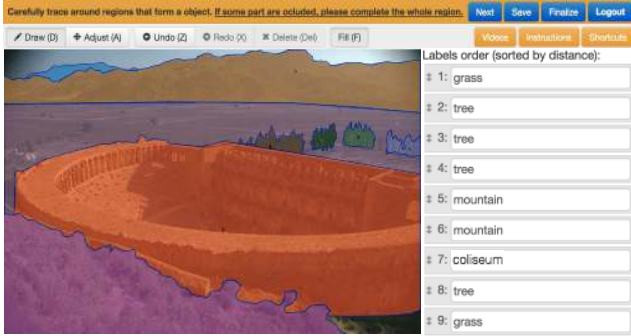 Carefully trace around regions that form a object. If some part are ocluded, please complete the whole region. Next Save Finalize Logout
Draw (D) Adjust (A) Undo (Z) Redo (X) Delete (Del) Fill (F) Videos Instructions Shortcuts
Labels order (sorted by distance):
1: grass
2: tree
3: tree
4: tree
5: mountain
6: mountain
7: coliseum
8: tree
9: grass